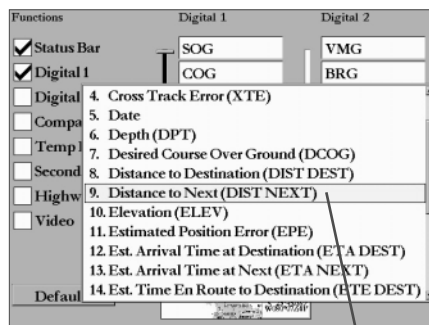 Functions Digital 1 Digital 2
Status Bar SOG VMG
Digital 1 COG BRG
Digital
Compa
Temp
Second
Highw
Video
4. Cross Track Error (XTE)
5. Date
6. Depth (DPT)
7. Desired Course Over Ground (DCOG)
8. Distance to Destination (DIST DEST)
9. Distance to Next (DIST NEXT)
10. Elevation (ELEV)
11. Estimated Position Error (EPE)
12. Est. Arrival Time at Destination (ETA DEST)
13. Est. Arrival Time at Next (ETA NEXT)
14. Est. Time En Route to Destination (ETE DEST)
Defaul